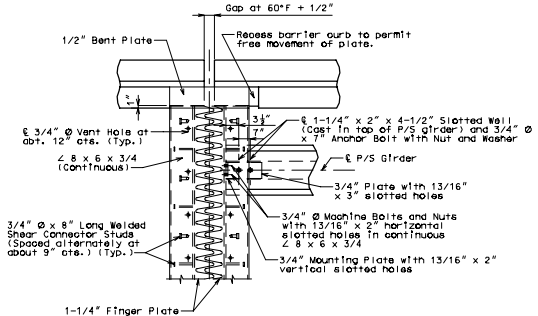 Gap at 60°F + 1/2"
1/2" Bent Plate
Recess barrier curb to permit
free movement of plate.
1"
3½"
7"
℄ 1-1/4" x 2" x 4-1/2" Slotted Well
(Cast in top of P/S girder) and 3/4" Ø
x 7" Anchor Bolt with Nut and Washer
℄ 3/4" Ø Vent Hole at
abt. 12" cts. (Typ.)
℄ P/S Girder
∠ 8 x 6 x 3/4
(Continuous)
3/4" Plate with 13/16"
x 3" slotted holes
3/4" Ø x 8" Long Welded
Shear Connector Studs
(Spaced alternately at
about 9" cts.) (Typ.)
3/4" Ø Machine Bolts and Nuts
with 13/16" x 2" horizontal
slotted holes in continuous
∠ 8 x 6 x 3/4
3/4" Mounting Plate with 13/16" x 2"
vertical slotted holes
1-1/4" Finger Plate